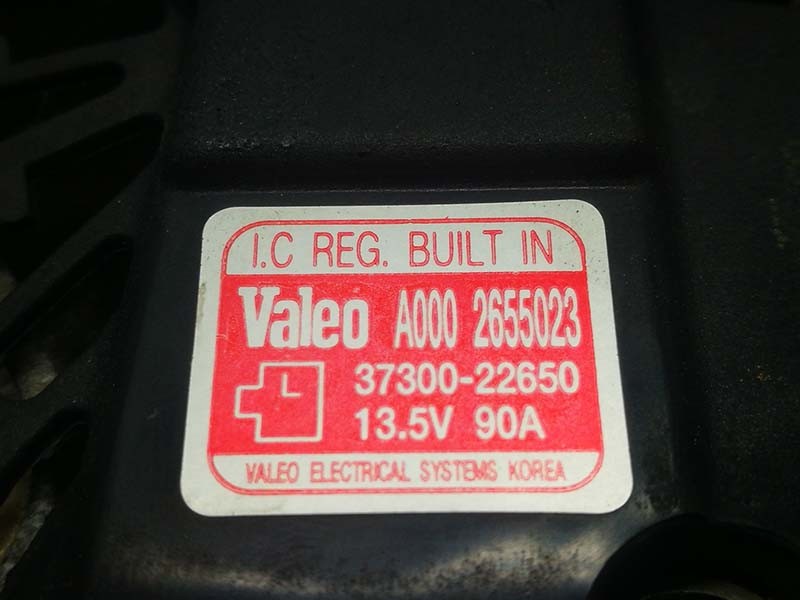 I.C REG. BUILT IN
Valeo A000 2655023
37300-22650
13.5V 90A
VALEO ELECTRICAL SYSTEMS KOREA